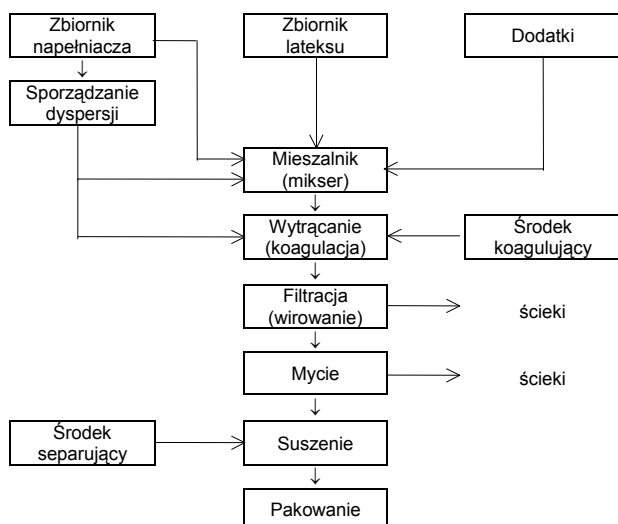 Zbiornik
napełniacza
Zbiornik
lateksu
Dodatki
Sporządzanie
dyspersji
Mieszalnik
(mikser)
Wytrącanie
(koagulacja)
Środek
koagulujący
Filtracja
(wirowanie)
ścieki
Mycie
ścieki
Środek
separujący
Suszenie
Pakowanie